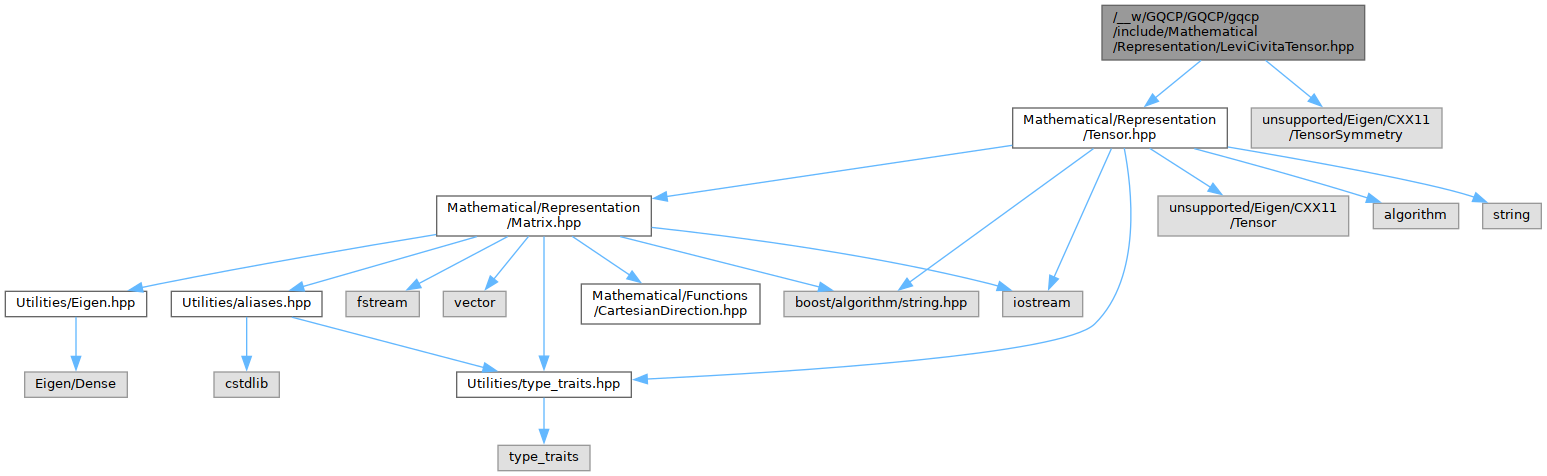 /__w/GQCP/GQCP/gqcp
/include/Mathematical
/Representation/LeviCivitaTensor.hpp
Mathematical/Representation
/Tensor.hpp
unsupported/Eigen/CXX11
/TensorSymmetry
Mathematical/Representation
/Matrix.hpp
unsupported/Eigen/CXX11
/Tensor
algorithm
string
Utilities/Eigen.hpp
Utilities/aliases.hpp
fstream
vector
Mathematical/Functions
/CartesianDirection.hpp
boost/algorithm/string.hpp
iostream
Eigen/Dense
cstdlib
Utilities/type_traits.hpp
type_traits